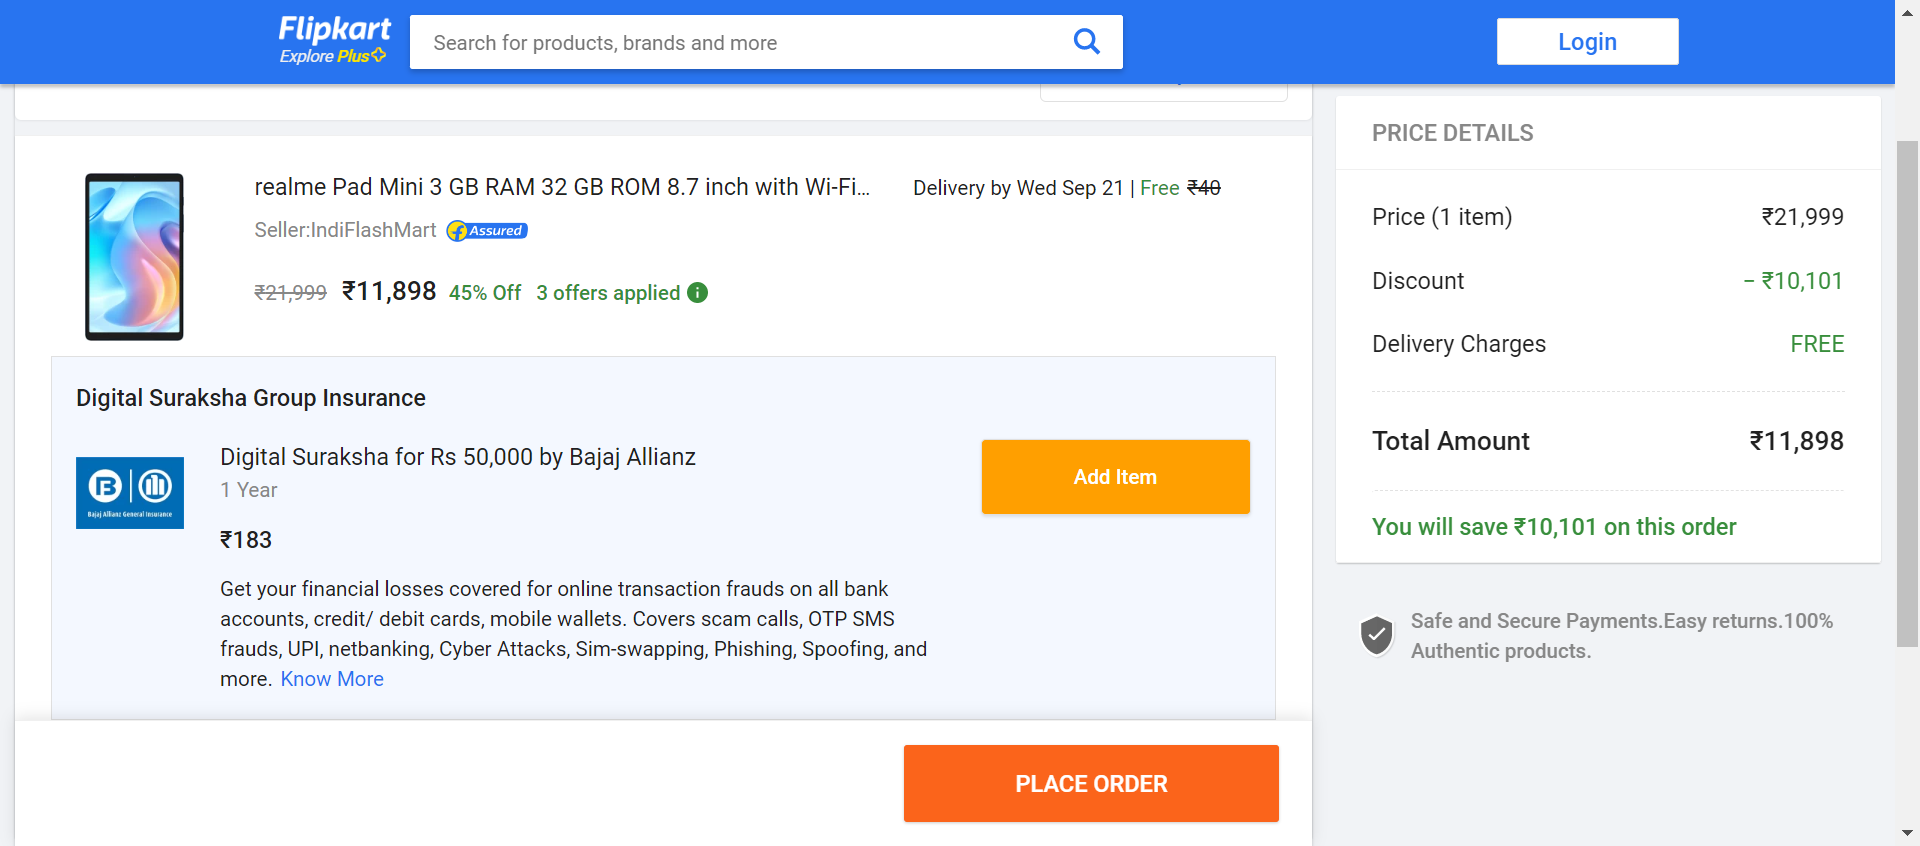 Flipkart
Explore Plus
Search for products, brands and more
Login
realme Pad Mini 3 GB RAM 32 GB ROM 8.7 inch with Wi-Fi...
Delivery by Wed Sep 21 | Free ₹40
Seller:IndiFlashMart
f Assured
₹21,999 ₹11,898 45% Off 3 offers applied i
Digital Suraksha Group Insurance
Digital Suraksha for Rs 50,000 by Bajaj Allianz
1 Year
Bajaj Allianz General Insurance
₹183
Add Item
Get your financial losses covered for online transaction frauds on all bank
accounts, credit/ debit cards, mobile wallets. Covers scam calls, OTP SMS
frauds, UPI, netbanking, Cyber Attacks, Sim-swapping, Phishing, Spoofing, and
more. Know More
PLACE ORDER
PRICE DETAILS
Price (1 item) ₹21,999
Discount − ₹10,101
Delivery Charges FREE
Total Amount ₹11,898
You will save ₹10,101 on this order
Safe and Secure Payments.Easy returns.100%
Authentic products.